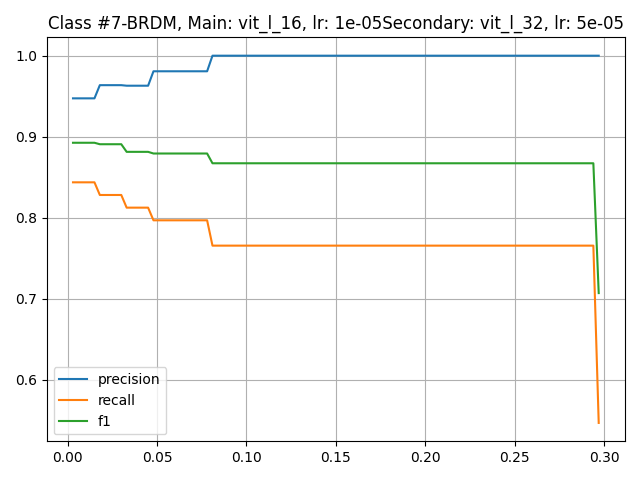 Class #7-BRDM, Main: vit_l_16, lr: 1e-05Secondary: vit_l_32, lr: 5e-05
1.0
0.9
0.8
0.7
0.6
precision
recall
f1
0.00 0.05 0.10 0.15 0.20 0.25 0.30